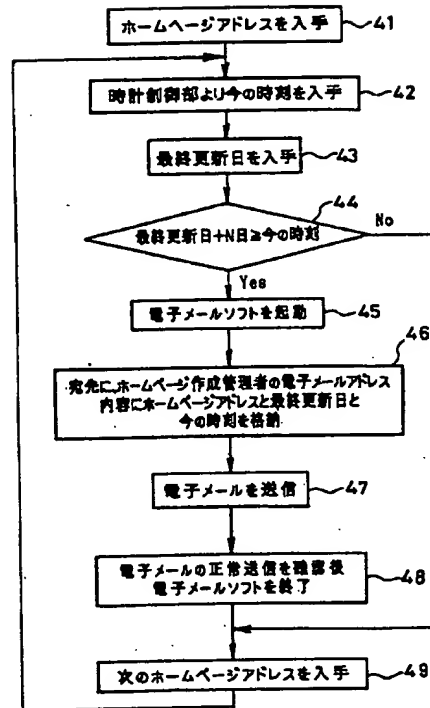 ホームページアドレスを入手 41
時計制御部より今の時刻を入手 42
最終更新日を入手 43
44
最終更新日+N日≧今の時刻 No
Yes
電子メールソフトを起動 45
46
宛先にホームページ作成管理者の電子メールアドレス
内容にホームページアドレスと最終更新日と
今の時刻を格納
電子メールを送信 47
電子メールの正常送信を確認後
電子メールソフトを終了 48
次のホームページアドレスを入手 49